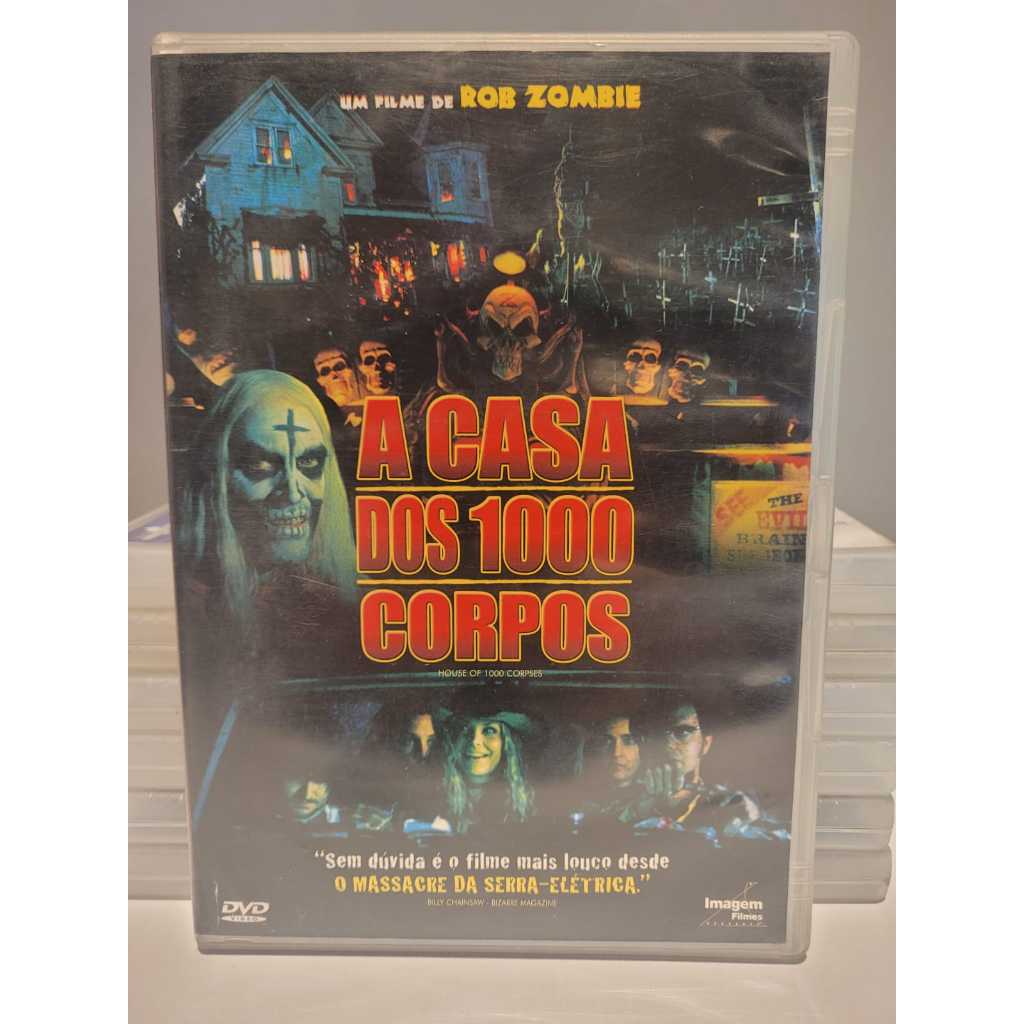 UM FILME DE ROB ZOMBIE
A CASA
DOS 1000
CORPOS
HOUSE OF 1000 CORPSES
SEE THE
EVIL
BRAIN
"Sem dúvida é o filme mais louco desde
O MASSACRE DA SERRA-ELÉTRICA."
BILLY CHAINSAW - BIZARRE MAGAZINE
DVD
VIDEO
Imagem
Filmes